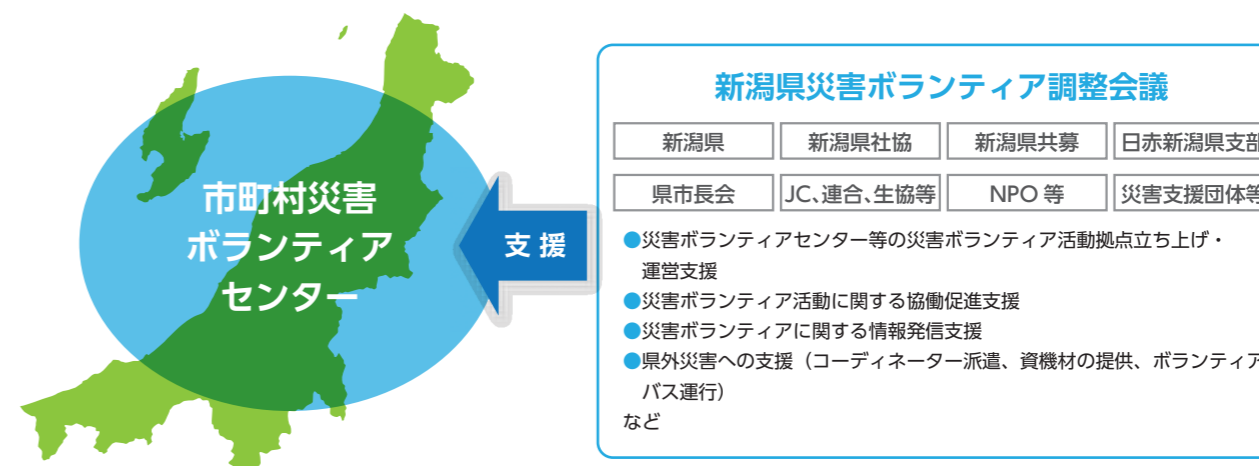 市町村災害
ボランティア
センター
支援
新潟県災害ボランティア調整会議
新潟県 新潟県社協 新潟県共募 日赤新潟県支部
県市長会 JC、連合、生協等 NPO 等 災害支援団体等
●災害ボランティアセンター等の災害ボランティア活動拠点立ち上げ・
運営支援
●災害ボランティア活動に関する協働促進支援
●災害ボランティアに関する情報発信支援
●県外災害への支援（コーディネーター派遣、資機材の提供、ボランティア
バス運行）
など